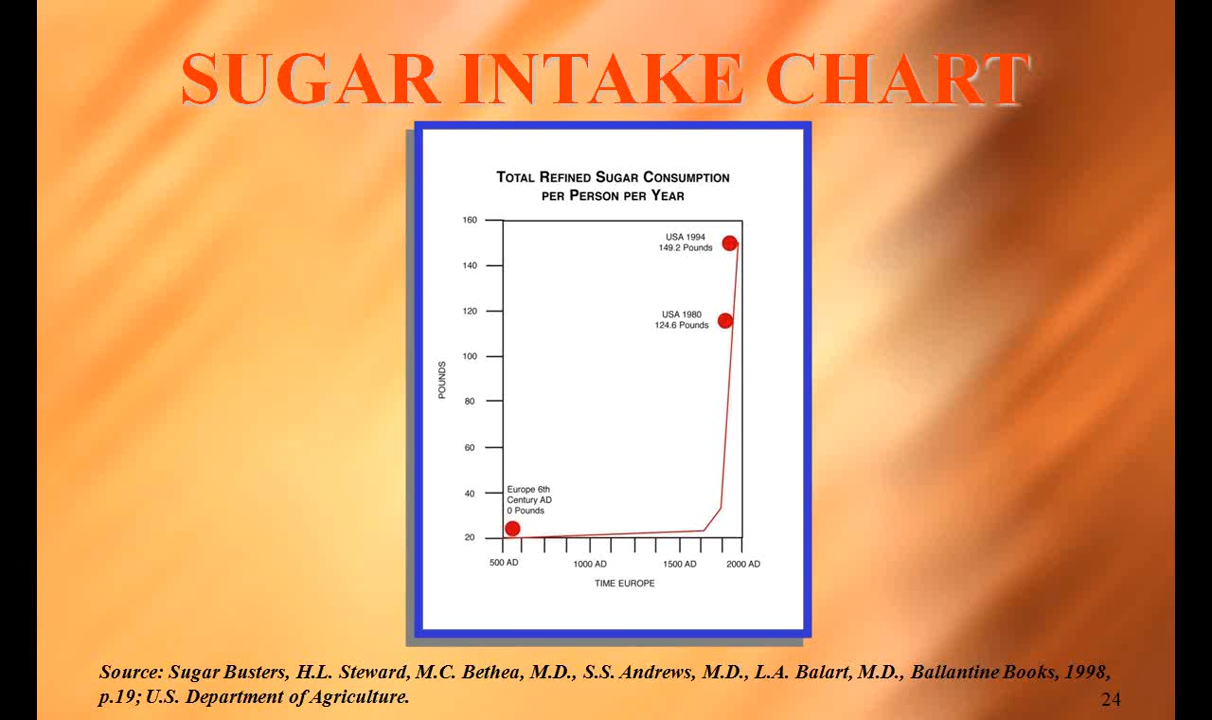 SUGAR INTAKE CHART
TOTAL REFINED SUGAR CONSUMPTION
PER PERSON PER YEAR
160
140
120
100
80
60
40
20
POUNDS
USA 1994
149.2 Pounds
USA 1980
124.6 Pounds
Europe 6th
Century AD
0 Pounds
500 AD 1000 AD 1500 AD 2000 AD
TIME EUROPE
Source: Sugar Busters, H.L. Steward, M.C. Bethea, M.D., S.S. Andrews, M.D., L.A. Balart, M.D., Ballantine Books, 1998,
p.19; U.S. Department of Agriculture.
24